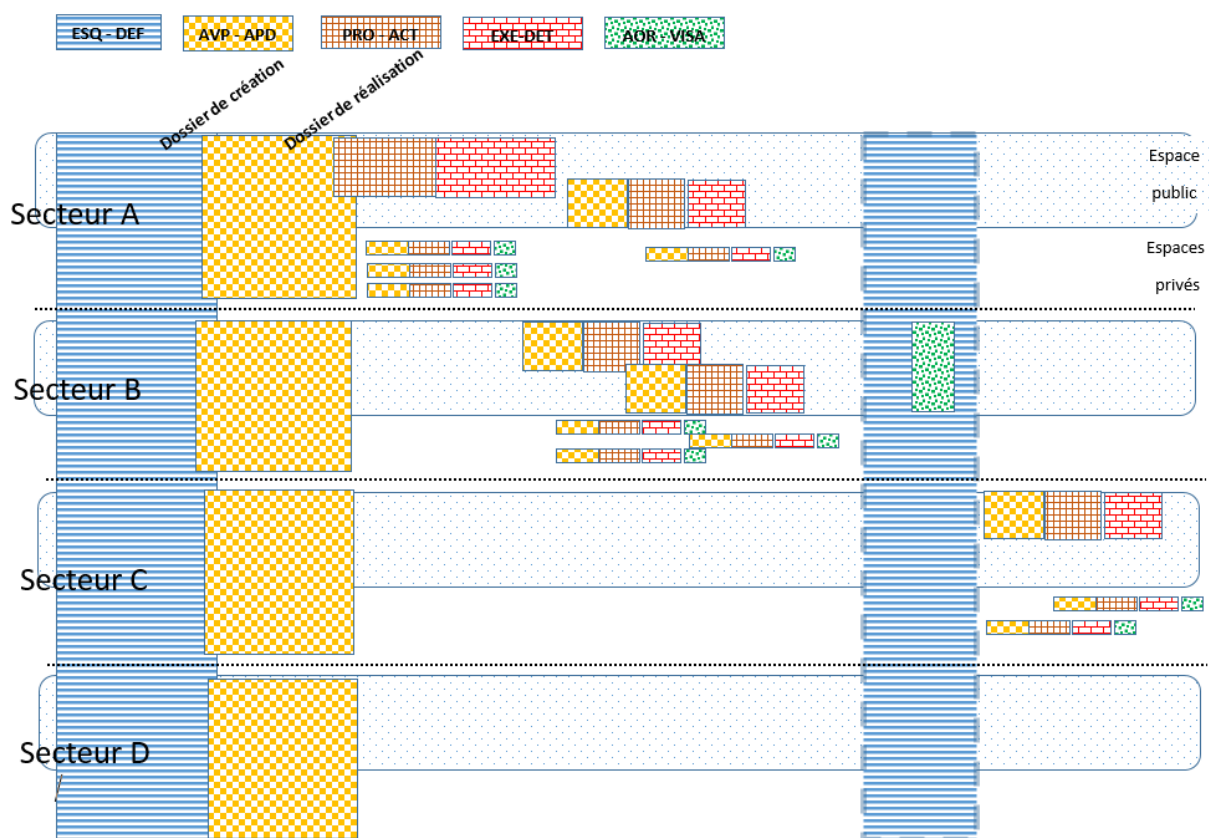 ESQ - DEF
AVP - APD
PRO - ACT
EXE-DET
AOR - VISA
Dossier de création
Dossier de réalisation
Espace
public
Secteur A
Espaces
privés
Secteur B
Secteur C
Secteur D